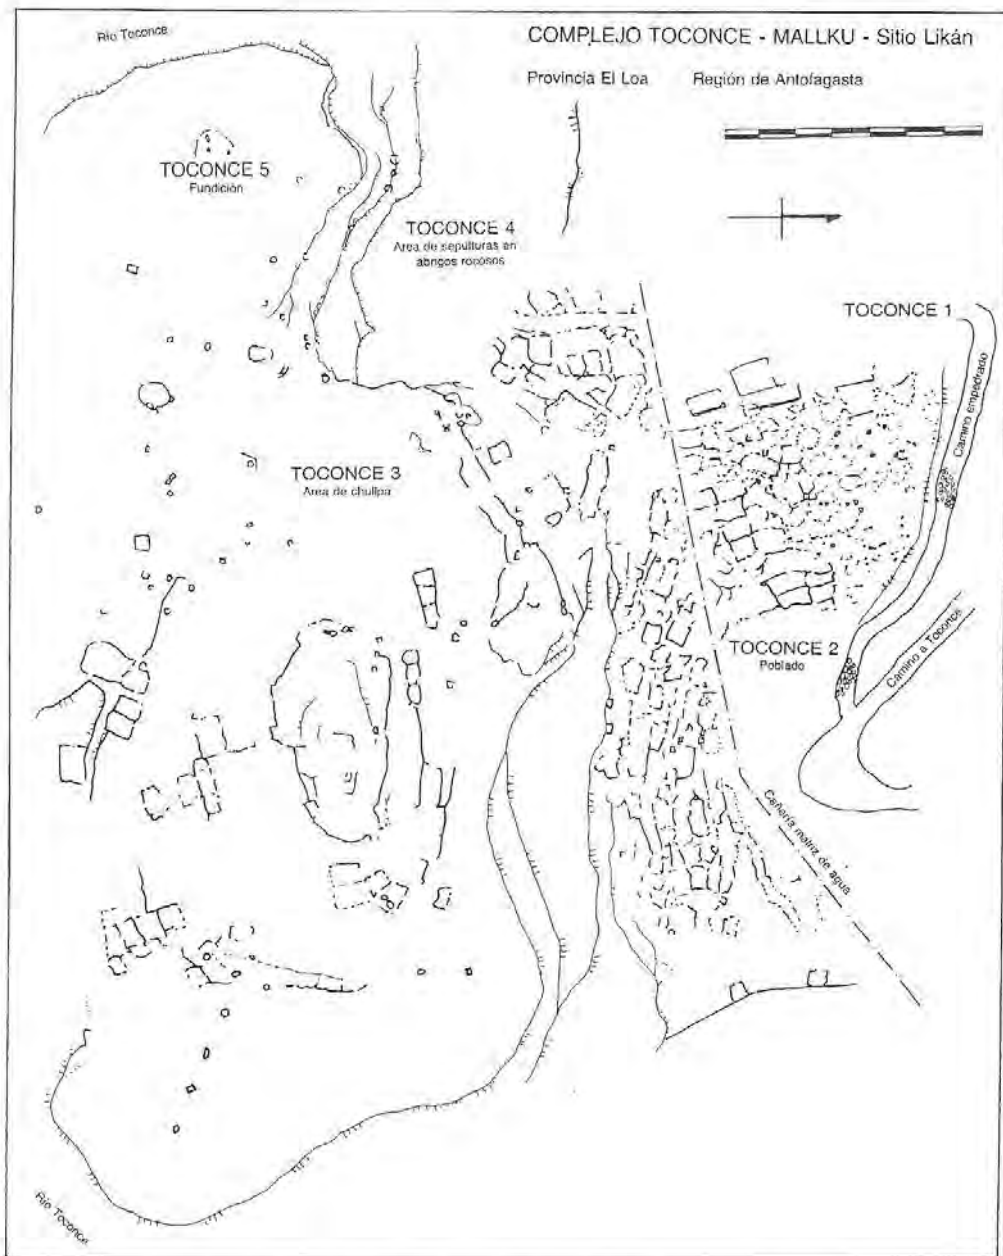 Río Toconce
COMPLEJO TOCONCE - MALLKU - Sitio Likán
Provincia El Loa Región de Antofagasta
TOCONCE 5
Fundición
TOCONCE 4
Area de sepulturas en
abrigos rocosos
TOCONCE 1
Camino empedrado
TOCONCE 3
Area de chullpa
TOCONCE 2
Poblado
Camino a Toconce
Cañería matriz de agua
Río Toconce